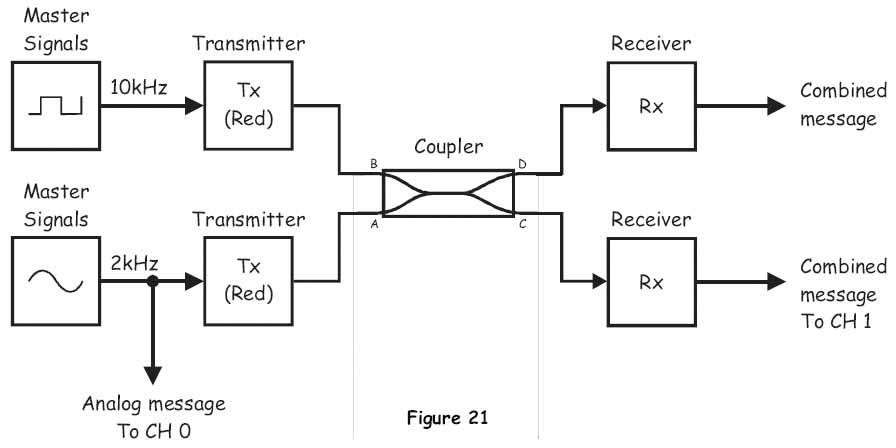 Master
Signals
10kHz
Transmitter
Tx
(Red)
Receiver
Rx
Combined
message
Coupler
B
D
A
C
Master
Signals
2kHz
Transmitter
Tx
(Red)
Receiver
Rx
Combined
message
To CH 1
Analog message
To CH 0
Figure 21